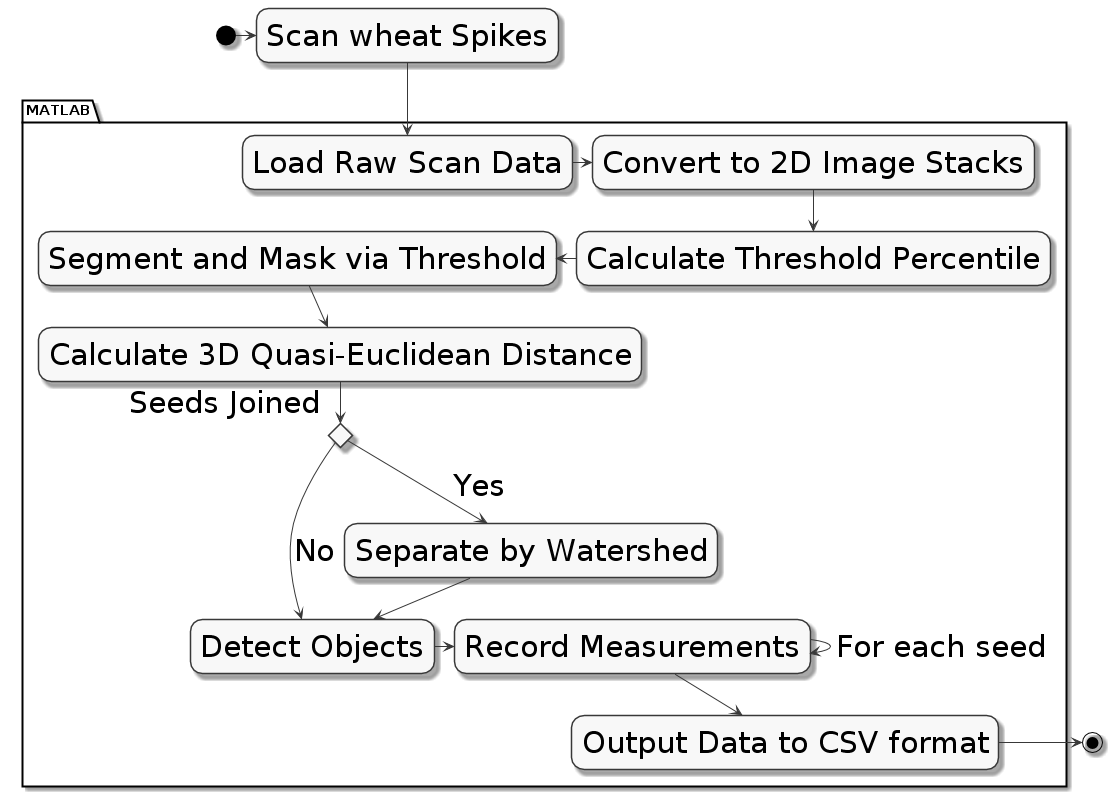 Scan wheat Spikes
MATLAB
Load Raw Scan Data
Convert to 2D Image Stacks
Segment and Mask via Threshold
Calculate Threshold Percentile
Calculate 3D Quasi-Euclidean Distance
Seeds Joined
Yes
No
Separate by Watershed
Detect Objects
Record Measurements
For each seed
Output Data to CSV format